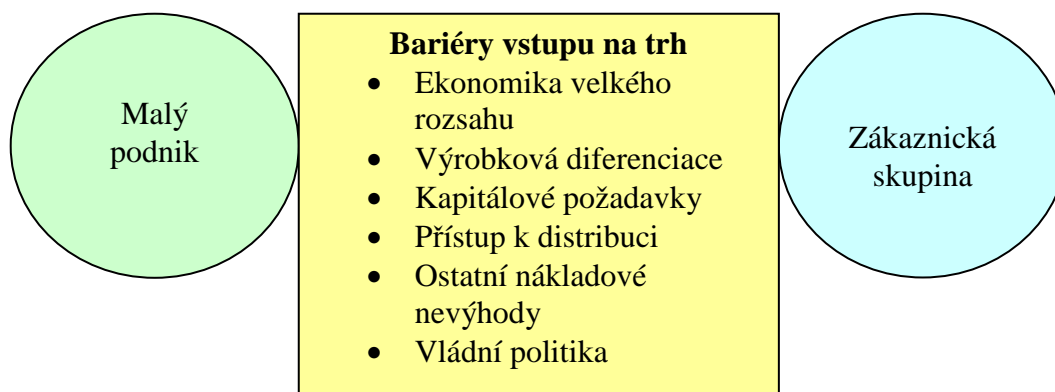 Malý
podnik
Bariéry vstupu na trh
• Ekonomika velkého
rozsahu
• Výrobková diferenciace
• Kapitálové požadavky
• Přístup k distribuci
• Ostatní nákladové
nevýhody
• Vládní politika
Zákaznická
skupina